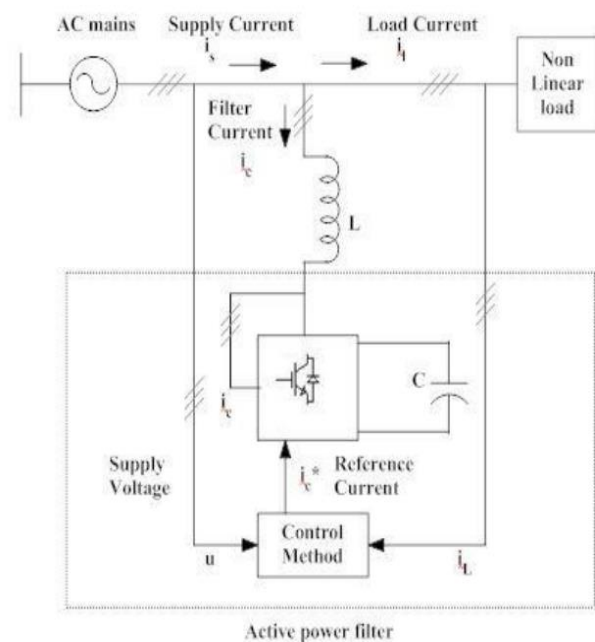 AC mains
Supply Current
i_s
Load Current
i_l
Non
Linear
load
Filter
Current
i_c
L
C
i_c
Supply
Voltage
i_c*
Reference
Current
Control
Method
u
i_L
Active power filter